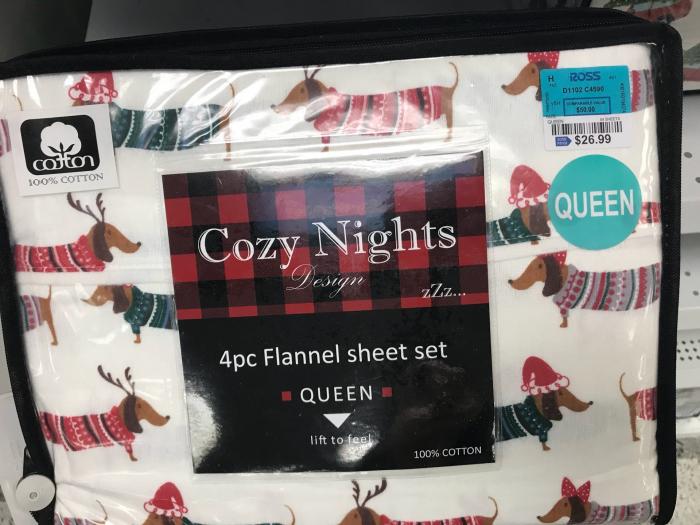 H ROSS
D1102 C4590
COMPARABLE VALUE
$50.00
QUEEN
$26.99
QUEEN
cotton
100% COTTON
Cozy Nights
Design
zZz...
4pc Flannel sheet set
QUEEN
lift to feel
100% COTTON